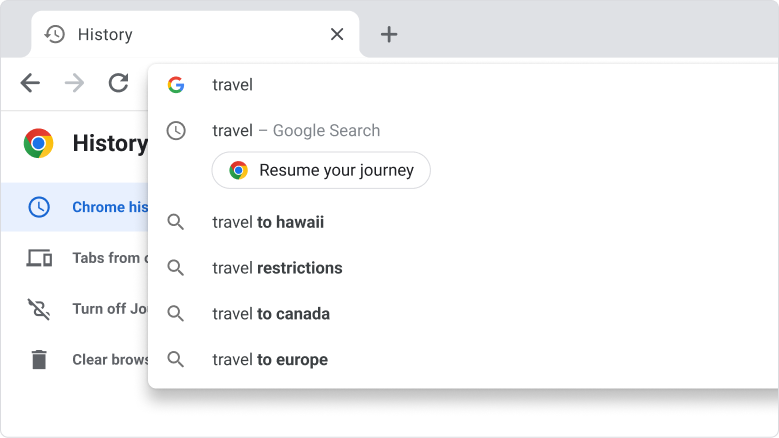 History
travel
travel – Google Search
Resume your journey
History
Chrome his
travel to hawaii
Tabs from
travel restrictions
Turn off Jo
travel to canada
Clear brows
travel to europe